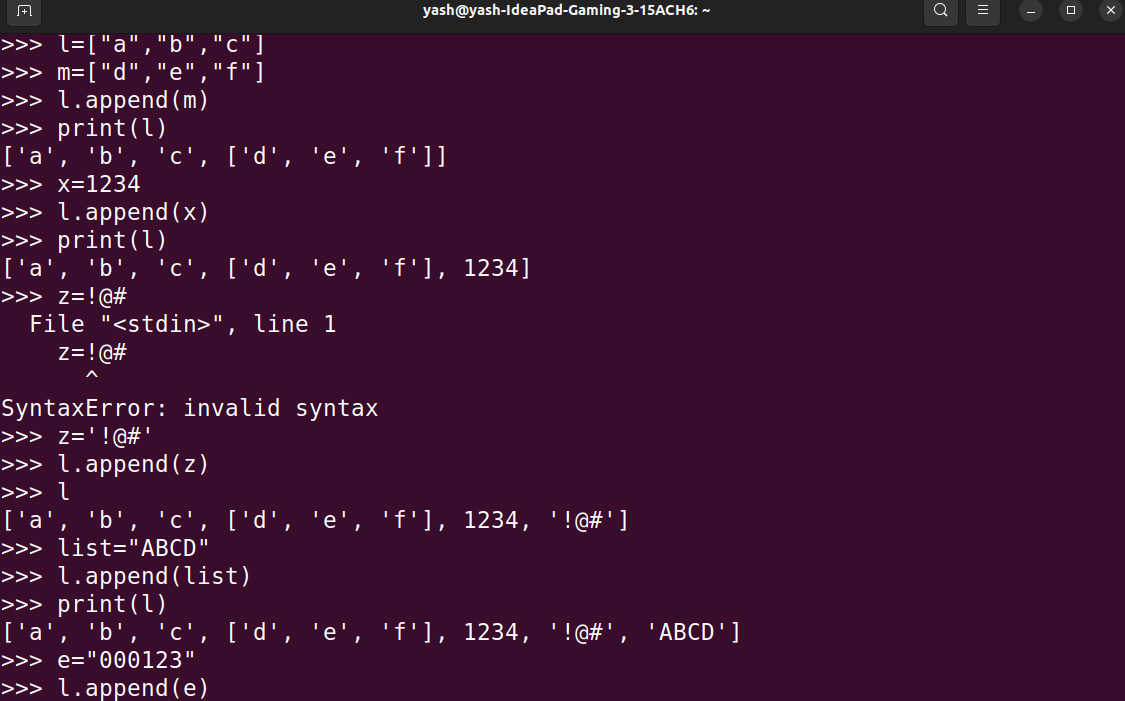 yash@yash-IdeaPad-Gaming-3-15ACH6: ~
>>> l=["a","b","c"]
>>> m=["d","e","f"]
>>> l.append(m)
>>> print(l)
['a', 'b', 'c', ['d', 'e', 'f']]
>>> x=1234
>>> l.append(x)
>>> print(l)
['a', 'b', 'c', ['d', 'e', 'f'], 1234]
>>> z=!@#
  File "<stdin>", line 1
    z=!@#
      ^
SyntaxError: invalid syntax
>>> z='!@#'
>>> l.append(z)
>>> l
['a', 'b', 'c', ['d', 'e', 'f'], 1234, '!@#']
>>> list="ABCD"
>>> l.append(list)
>>> print(l)
['a', 'b', 'c', ['d', 'e', 'f'], 1234, '!@#', 'ABCD']
>>> e="000123"
>>> l.append(e)